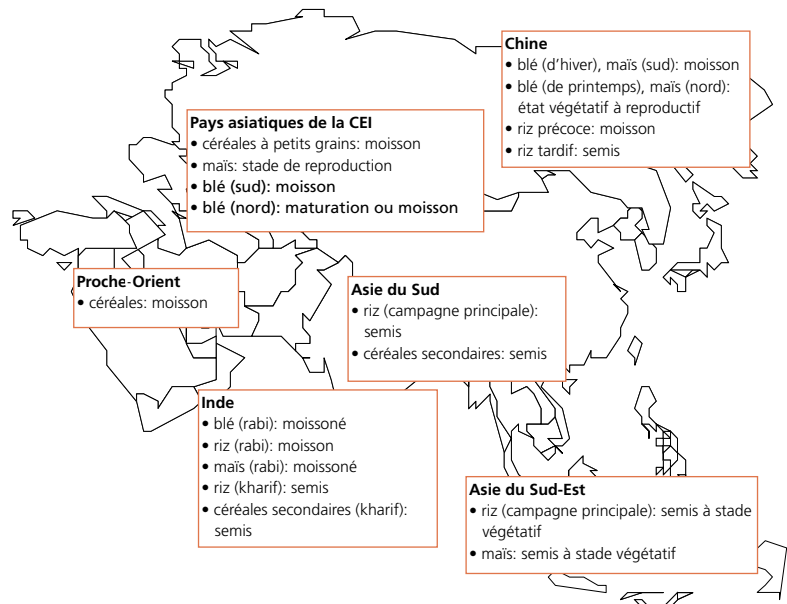 Chine
• blé (d'hiver), maïs (sud): moisson
• blé (de printemps), maïs (nord):
état végétatif à reproductif
• riz précoce: moisson
• riz tardif: semis
Pays asiatiques de la CEI
• céréales à petits grains: moisson
• maïs: stade de reproduction
• blé (sud): moisson
• blé (nord): maturation ou moisson
Proche-Orient
• céréales: moisson
Asie du Sud
• riz (campagne principale):
semis
• céréales secondaires: semis
Inde
• blé (rabi): moissoné
• riz (rabi): moisson
• maïs (rabi): moissoné
• riz (kharif): semis
• céréales secondaires (kharif):
semis
Asie du Sud-Est
• riz (campagne principale): semis à stade
végétatif
• maïs: semis à stade végétatif